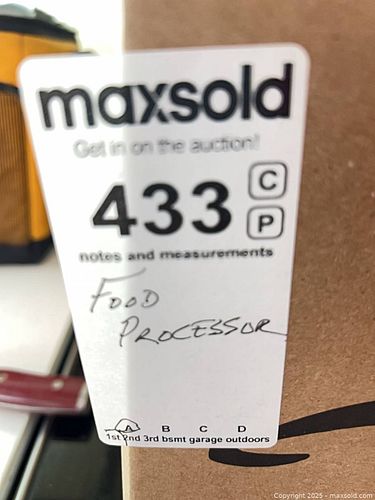 maxsold
Get in on the auction!
433 C
P
notes and measurements
FOOD
PROCESSOR
A B C D
1st 2nd 3rd bsmt garage outdoors
Copyright © 2025 - maxsold.com